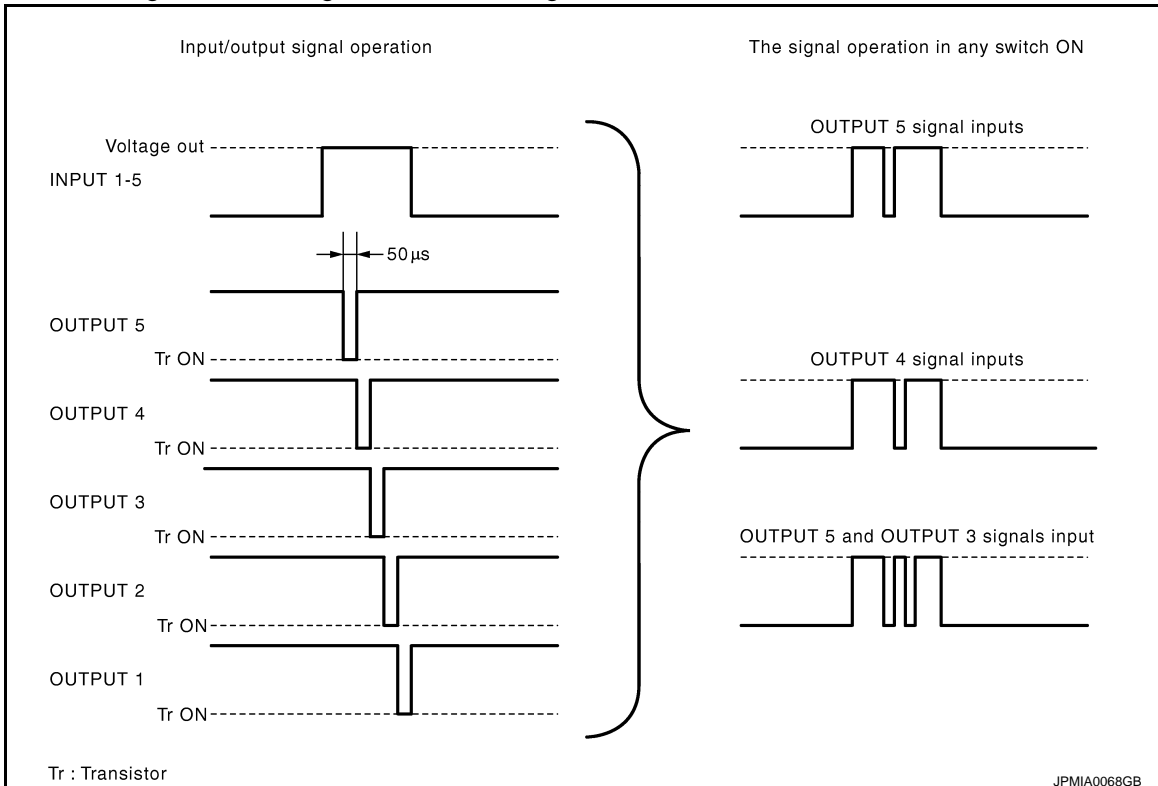 Input/output signal operation
The signal operation in any switch ON
Voltage out
INPUT 1-5
50 µs
OUTPUT 5
Tr ON
OUTPUT 4
Tr ON
OUTPUT 3
Tr ON
OUTPUT 2
Tr ON
OUTPUT 1
Tr ON
OUTPUT 5 signal inputs
OUTPUT 4 signal inputs
OUTPUT 5 and OUTPUT 3 signals input
Tr : Transistor
JPMIA0068GB